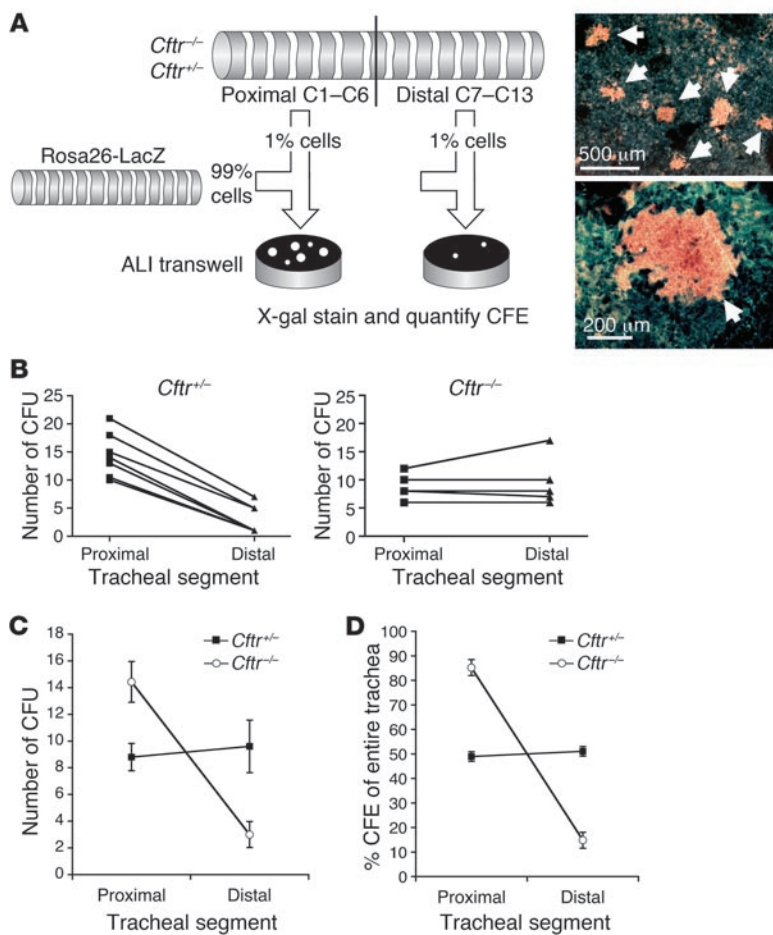 A
Cftr–/–
Cftr+/–
Poximal C1–C6
Distal C7–C13
1% cells
1% cells
Rosa26-LacZ
99%
cells
ALI transwell
X-gal stain and quantify CFE
500 μm
200 μm
B
Cftr+/–
Cftr–/–
Number of CFU
25
20
15
10
5
0
Proximal
Distal
Tracheal segment
Number of CFU
25
20
15
10
5
0
Proximal
Distal
Tracheal segment
C
Number of CFU
18
16
14
12
10
8
6
4
2
0
Cftr+/–
Cftr–/–
Proximal
Distal
Tracheal segment
D
% CFE of entire trachea
100
90
80
70
60
50
40
30
20
10
0
Cftr+/–
Cftr–/–
Proximal
Distal
Tracheal segment